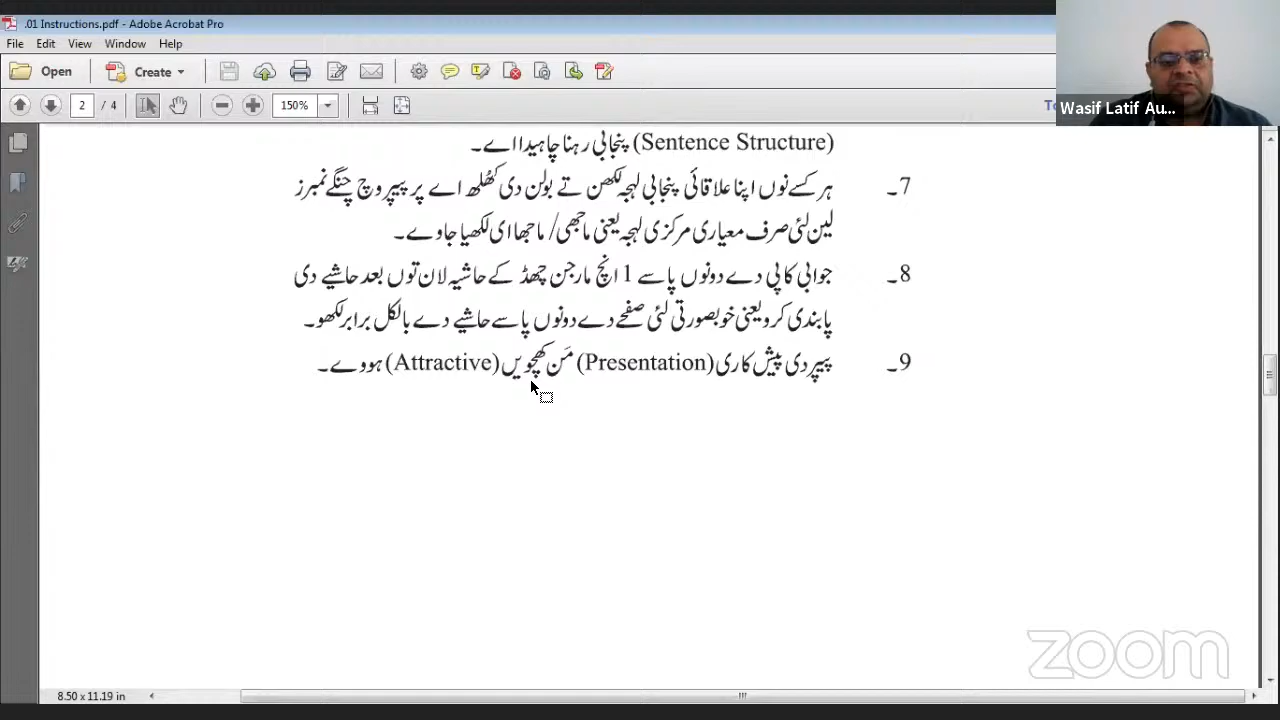 .01 Instructions.pdf - Adobe Acrobat Pro
File Edit View Window Help
Open Create
2 / 4 150% To
Wasif Latif Au...
(Sentence Structure) پنجابی رہنا چاہیدا اے۔
7۔ ہر کسے نوں اپنا علاقائی پنجابی لہجہ لکھن تے بولن دی کُھلھ اے پر پیپر وچ چنگے نمبرز
لین لئی صرف معیاری مرکزی لہجہ یعنی ماجھی/ ماجھا ای لکھیا جاوے۔
8۔ جوابی کاپی دے دونوں پاسے 1 انچ مارجن چھڈ کے حاشیہ لان توں بعد حاشیے دی
پابندی کرو یعنی خوبصورتی لئی صفحے دے دونوں پاسے حاشیے دے بالکل برابر لکھو۔
9۔ پیپر دی پیش کاری (Presentation) مَن کھچویں (Attractive) ہووے۔
zoom
8.50 x 11.19 in